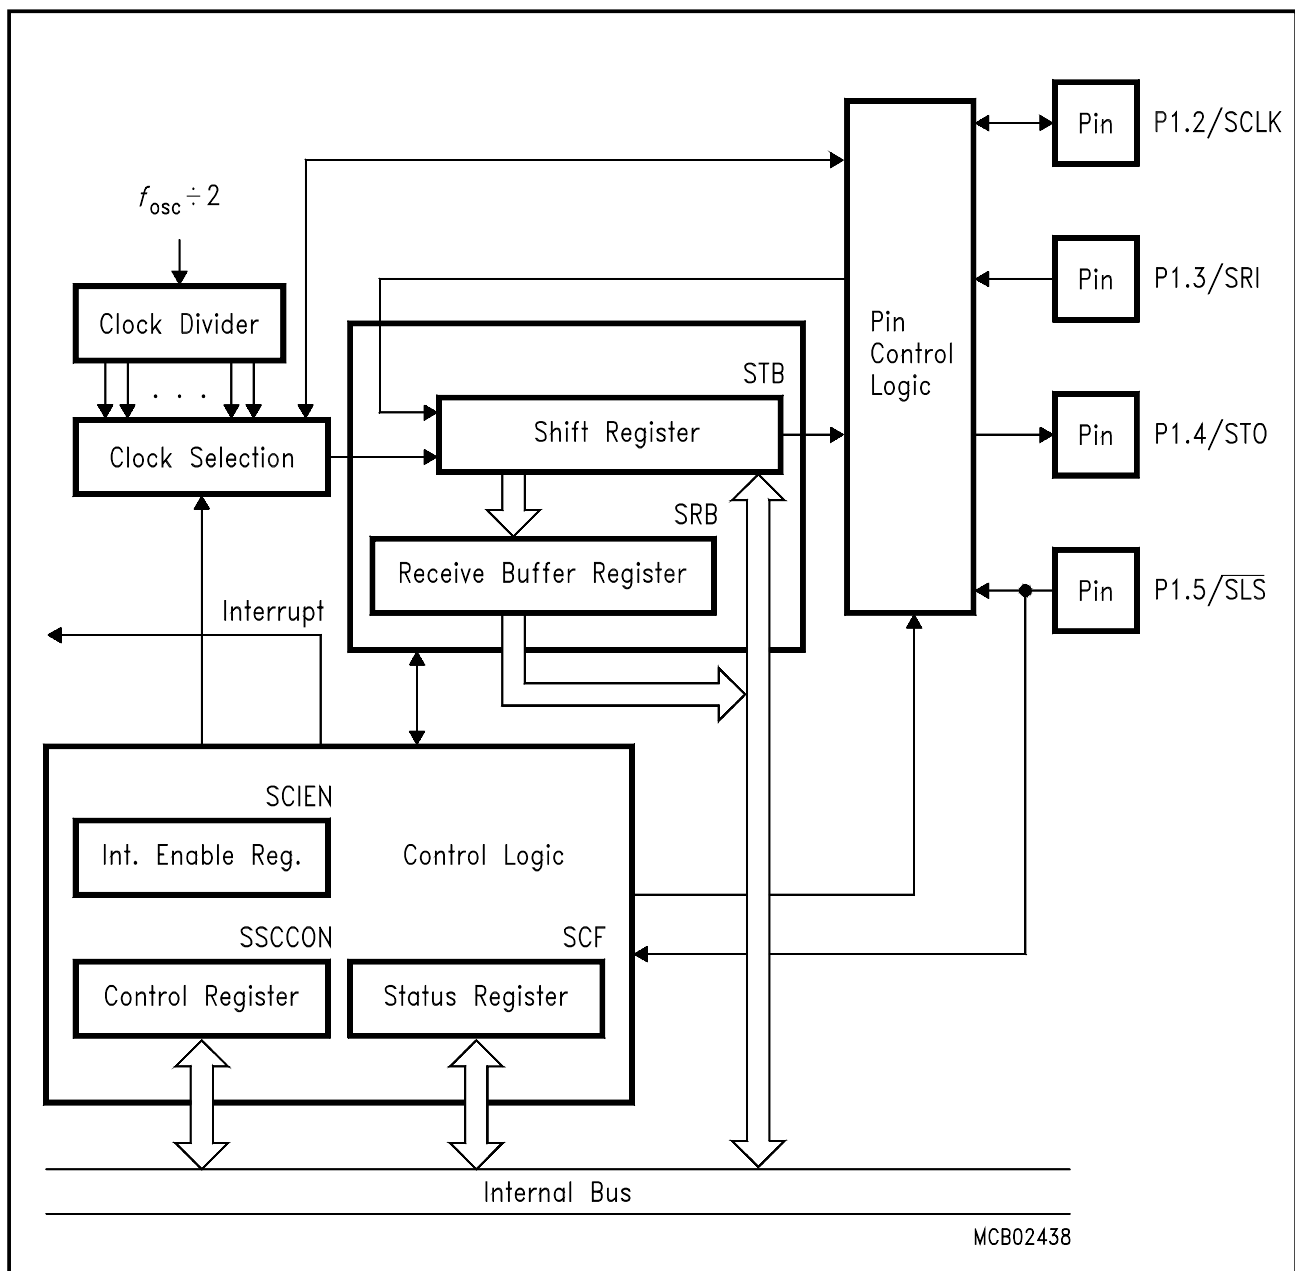 Pin P1.2/SCLK
fosc ÷ 2
Pin P1.3/SRI
Clock Divider
Pin
Control
Logic
STB
Shift Register
Pin P1.4/STO
Clock Selection
SRB
Receive Buffer Register
Pin P1.5/S̅L̅S̅
Interrupt
SCIEN
Int. Enable Reg.
Control Logic
SSCCON
SCF
Control Register
Status Register
Internal Bus
MCB02438